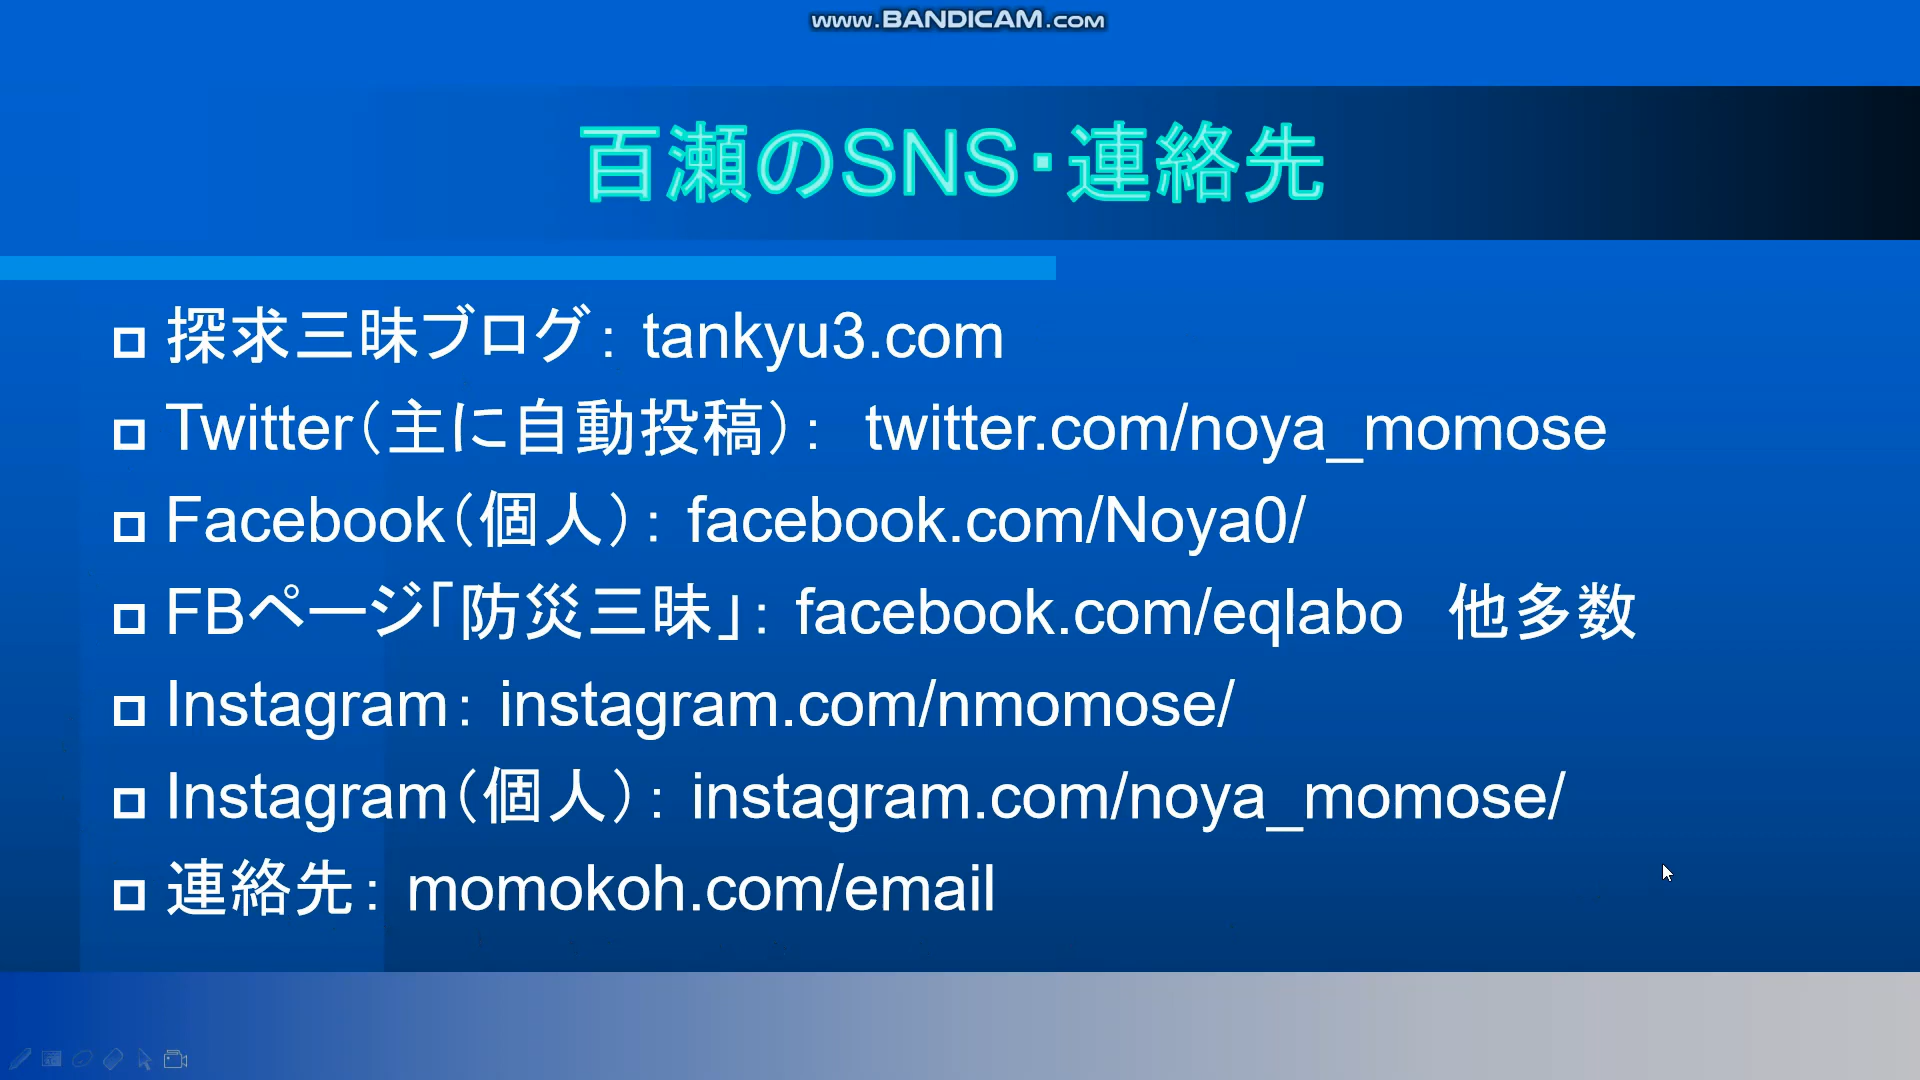 www.BANDICAM.com
百瀬のSNS・連絡先
探求三昧ブログ： tankyu3.com
Twitter（主に自動投稿）：　twitter.com/noya_momose
Facebook（個人）： facebook.com/Noya0/
FBページ「防災三昧」： facebook.com/eqlabo　他多数
Instagram： instagram.com/nmomose/
Instagram（個人）： instagram.com/noya_momose/
連絡先： momokoh.com/email